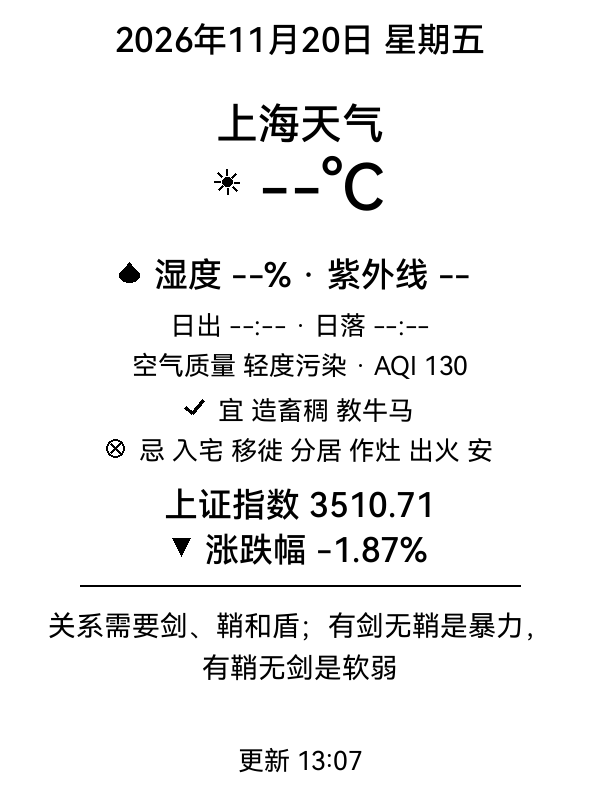 2026年11月20日 星期五
上海天气
--°C
湿度 --% · 紫外线 --
日出 --:-- · 日落 --:--
空气质量 轻度污染 · AQI 130
宜 造畜稠 教牛马
忌 入宅 移徙 分居 作灶 出火 安
上证指数 3510.71
▼ 涨跌幅 -1.87%
关系需要剑、鞘和盾；有剑无鞘是暴力，
有鞘无剑是软弱
更新 13:07